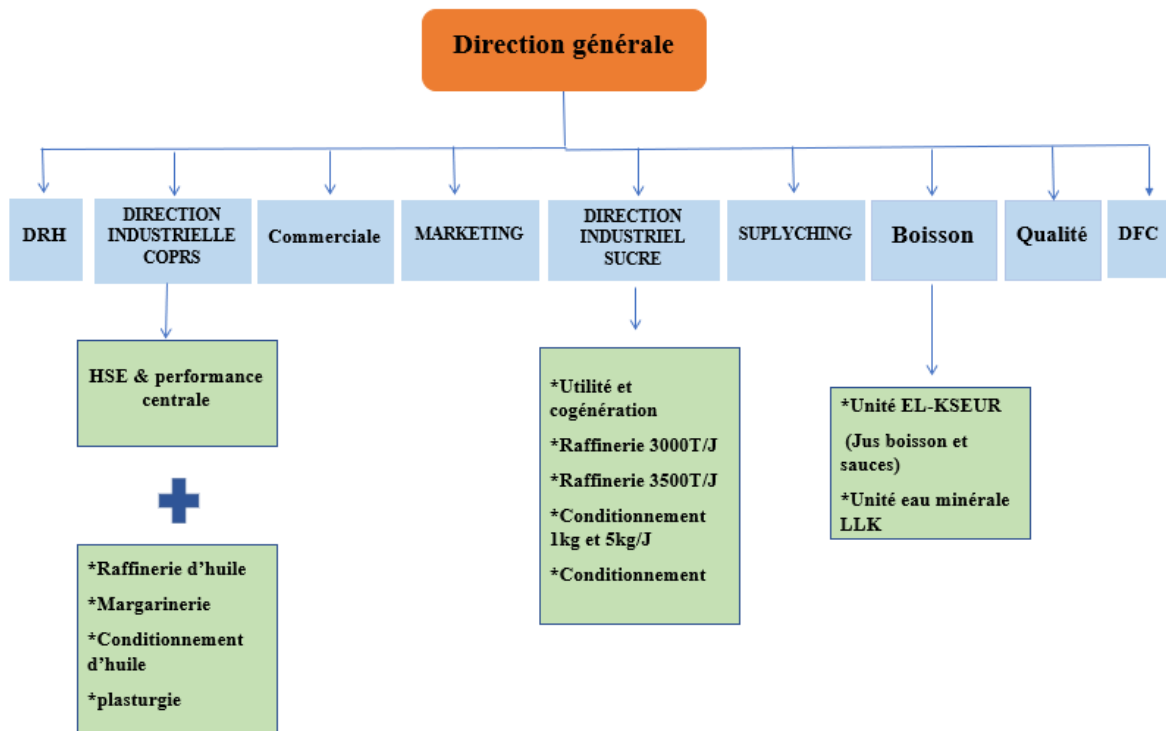 Direction générale
DRH
DIRECTION
INDUSTRIELLE
COPRS
Commerciale
MARKETING
DIRECTION
INDUSTRIEL
SUCRE
SUPLYCHING
Boisson
Qualité
DFC
HSE & performance
centrale
*Raffinerie d’huile
*Margarinerie
*Conditionnement
d’huile
*plasturgie
*Utilité et
cogénération
*Raffinerie 3000T/J
*Raffinerie 3500T/J
*Conditionnement
1kg et 5kg/J
*Conditionnement
*Unité EL-KSEUR
(Jus boisson et
sauces)
*Unité eau minérale
LLK